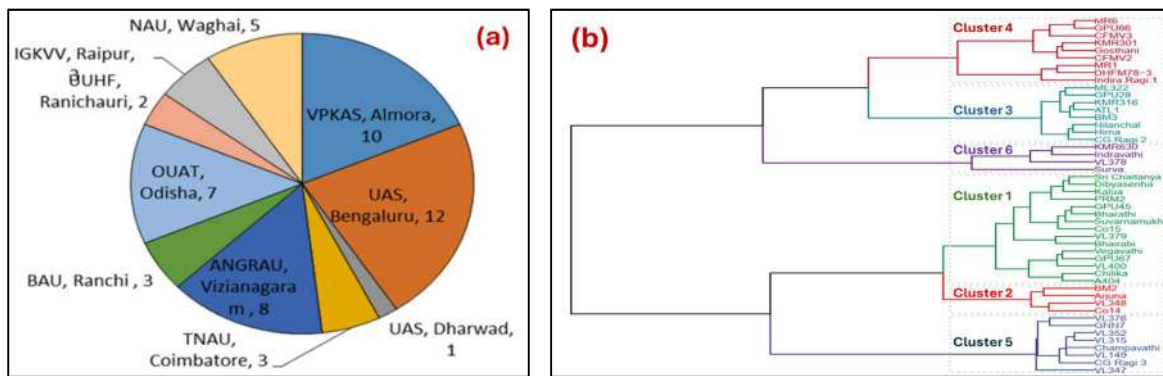 NAU, Waghai, 5
(a)
IGKVV, Raipur,
UUHF,
Ranichauri, 2
VPKAS, Almora,
10
OUAT,
Odisha, 7
UAS,
Bengaluru, 12
ANGRAU,
Vizianagara
m , 8
BAU, Ranchi , 3
TNAU,
Coimbatore, 3
UAS, Dharwad,
1
(b)
Cluster 4
MR6
GPU66
CFMV3
KMR301
Gosthani
CFMV2
MR1
DHFM78-3
Indira Ragi 1
Cluster 3
ML322
GPU28
KMR316
ATL1
BM3
Hilanchal
Hima
CG Ragi 2
Cluster 6
KMR630
Indravathi
VL378
Surva
Cluster 1
Sri Chaitanya
Dibyasenha
Kalua
PRM2
GPU45
Bharathi
Suvarnamukh
Co15
VL379
Bhairabi
Vegavathi
GPU67
VL400
Chilika
A404
Cluster 2
BM2
Arjuna
VL348
Co14
Cluster 5
VL376
GNN7
VL352
VL315
Champavathi
VL149
CG Ragi 3
VL347